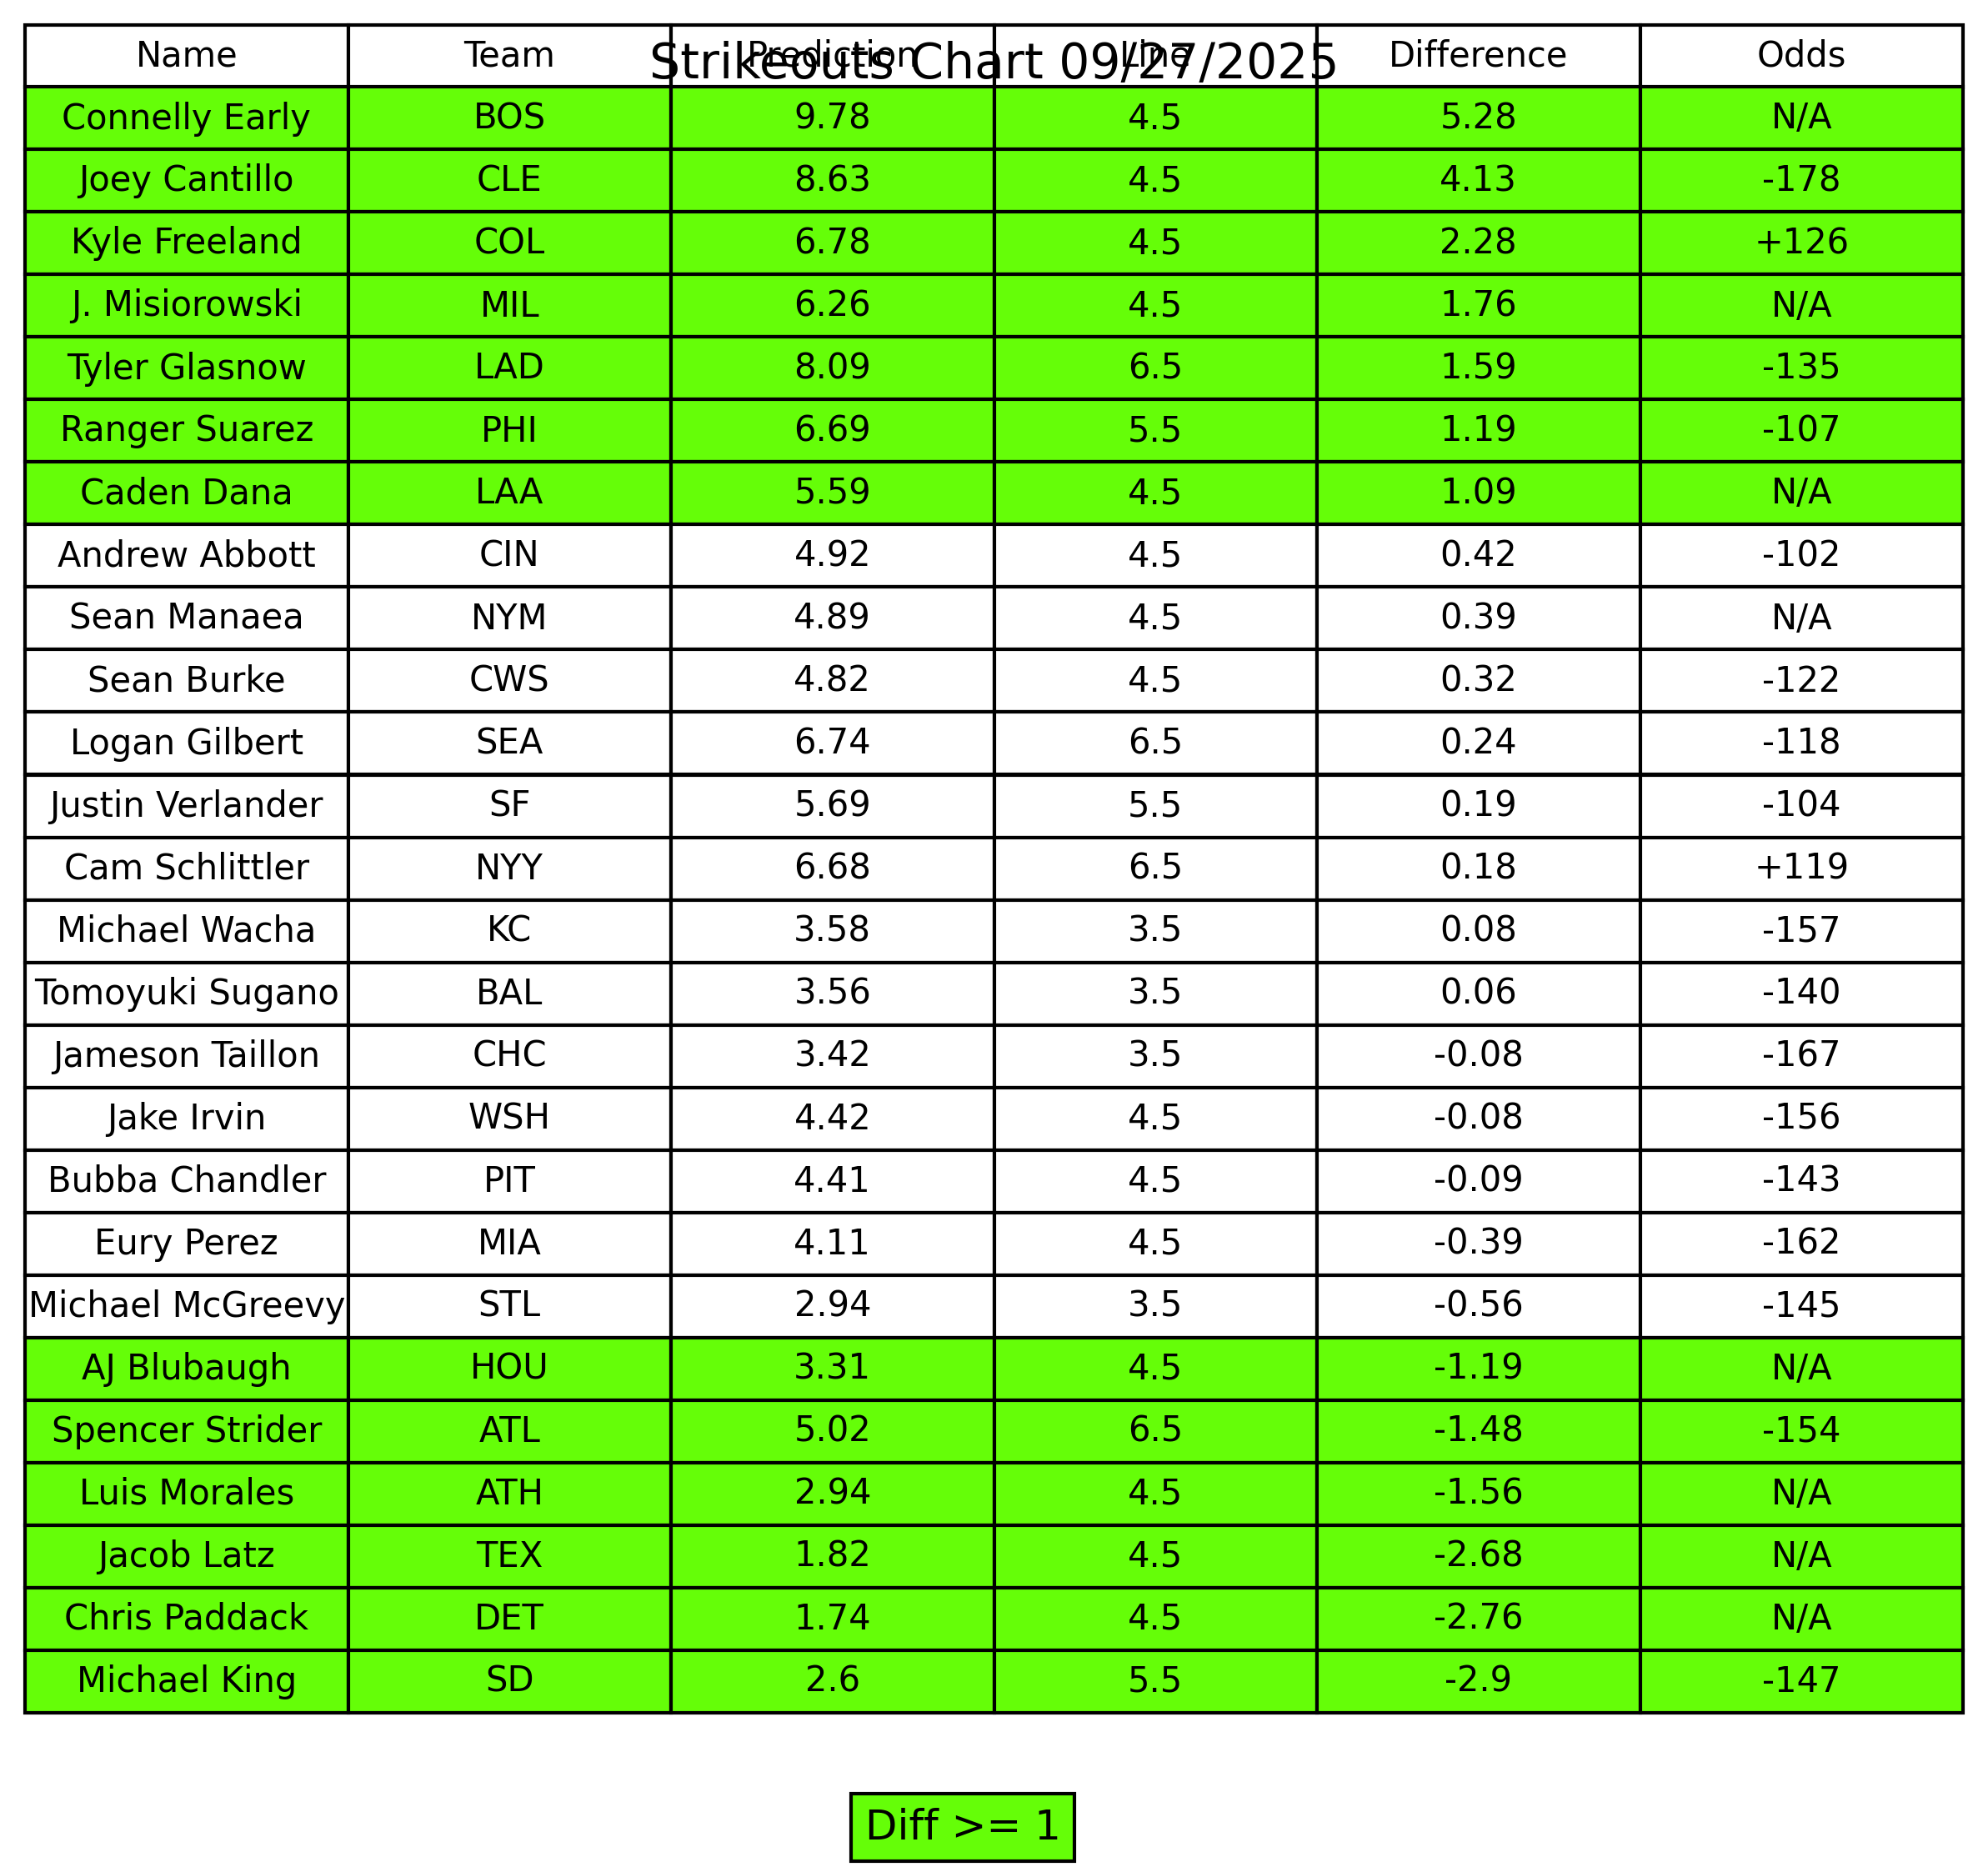 Strikeouts Chart 09/27/2025
Name Team Prediction Line Difference Odds
Connelly Early BOS 9.78 4.5 5.28 N/A
Joey Cantillo CLE 8.63 4.5 4.13 -178
Kyle Freeland COL 6.78 4.5 2.28 +126
J. Misiorowski MIL 6.26 4.5 1.76 N/A
Tyler Glasnow LAD 8.09 6.5 1.59 -135
Ranger Suarez PHI 6.69 5.5 1.19 -107
Caden Dana LAA 5.59 4.5 1.09 N/A
Andrew Abbott CIN 4.92 4.5 0.42 -102
Sean Manaea NYM 4.89 4.5 0.39 N/A
Sean Burke CWS 4.82 4.5 0.32 -122
Logan Gilbert SEA 6.74 6.5 0.24 -118
Justin Verlander SF 5.69 5.5 0.19 -104
Cam Schlittler NYY 6.68 6.5 0.18 +119
Michael Wacha KC 3.58 3.5 0.08 -157
Tomoyuki Sugano BAL 3.56 3.5 0.06 -140
Jameson Taillon CHC 3.42 3.5 -0.08 -167
Jake Irvin WSH 4.42 4.5 -0.08 -156
Bubba Chandler PIT 4.41 4.5 -0.09 -143
Eury Perez MIA 4.11 4.5 -0.39 -162
Michael McGreevy STL 2.94 3.5 -0.56 -145
AJ Blubaugh HOU 3.31 4.5 -1.19 N/A
Spencer Strider ATL 5.02 6.5 -1.48 -154
Luis Morales ATH 2.94 4.5 -1.56 N/A
Jacob Latz TEX 1.82 4.5 -2.68 N/A
Chris Paddack DET 1.74 4.5 -2.76 N/A
Michael King SD 2.6 5.5 -2.9 -147
Diff >= 1